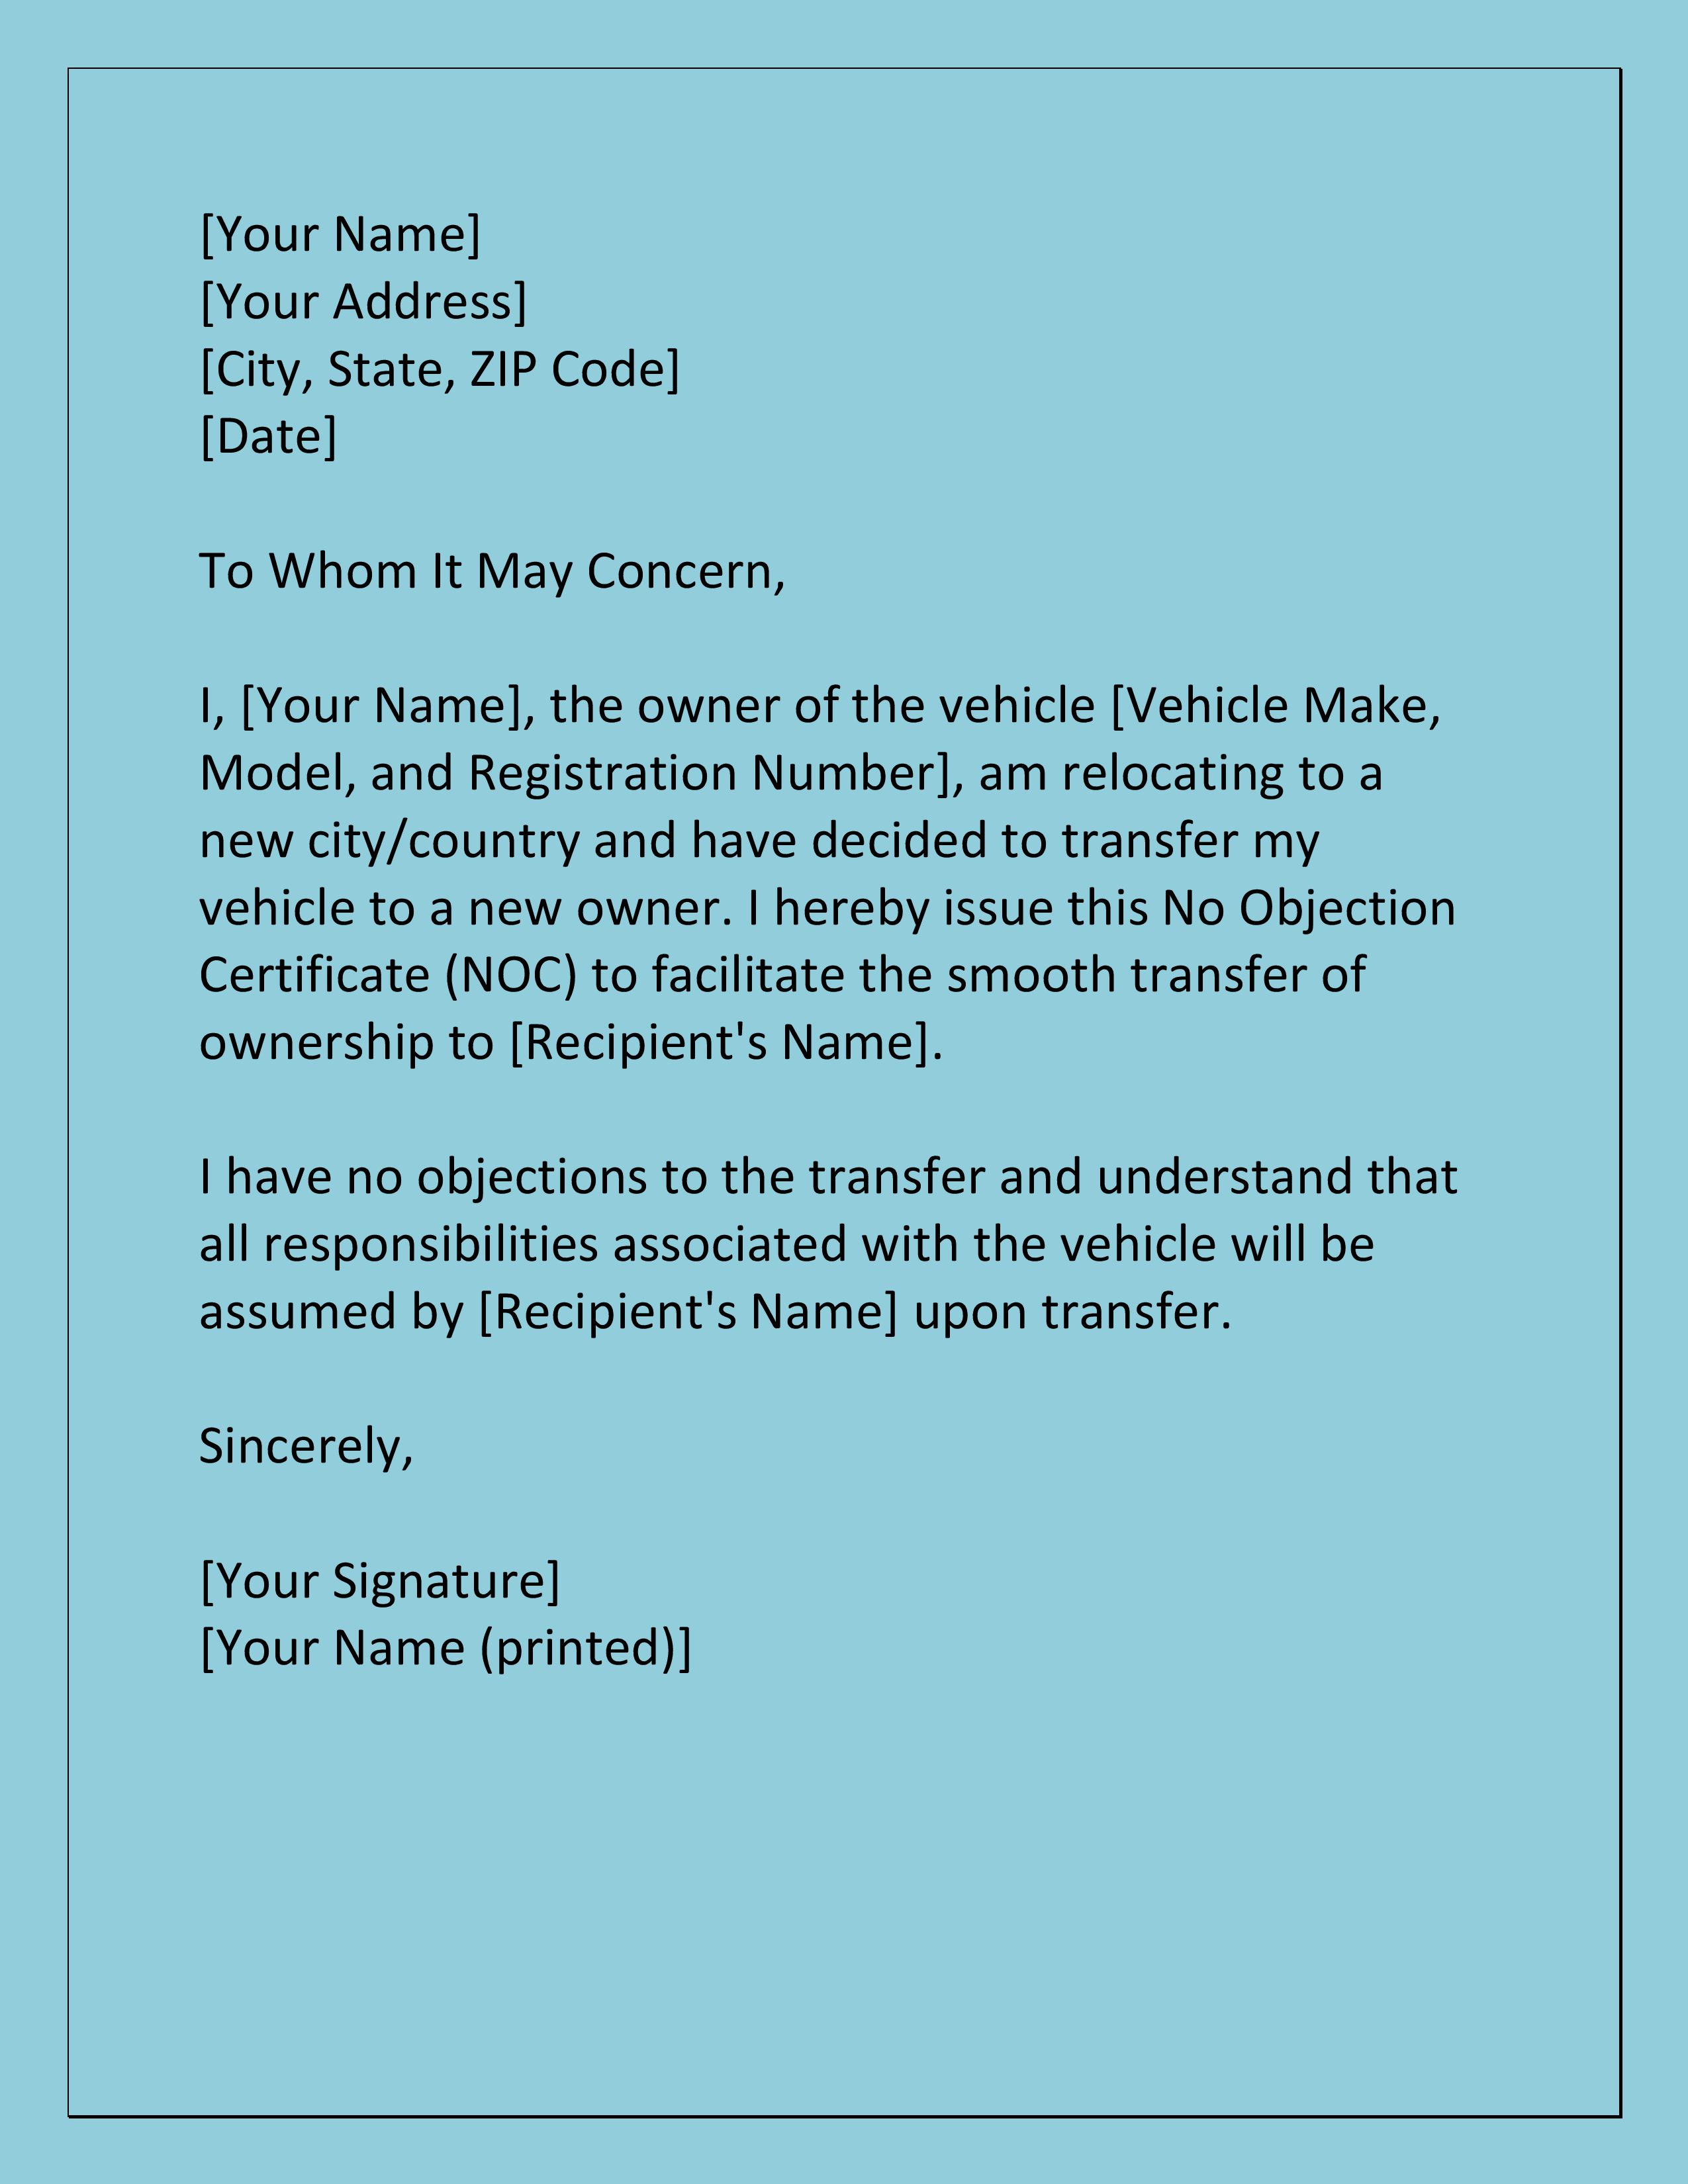 [Your Name]
[Your Address]
[City, State, ZIP Code]
[Date]
To Whom It May Concern,
I, [Your Name], the owner of the vehicle [Vehicle Make,
Model, and Registration Number], am relocating to a
new city/country and have decided to transfer my
vehicle to a new owner. I hereby issue this No Objection
Certificate (NOC) to facilitate the smooth transfer of
ownership to [Recipient's Name].
I have no objections to the transfer and understand that
all responsibilities associated with the vehicle will be
assumed by [Recipient's Name] upon transfer.
Sincerely,
[Your Signature]
[Your Name (printed)]